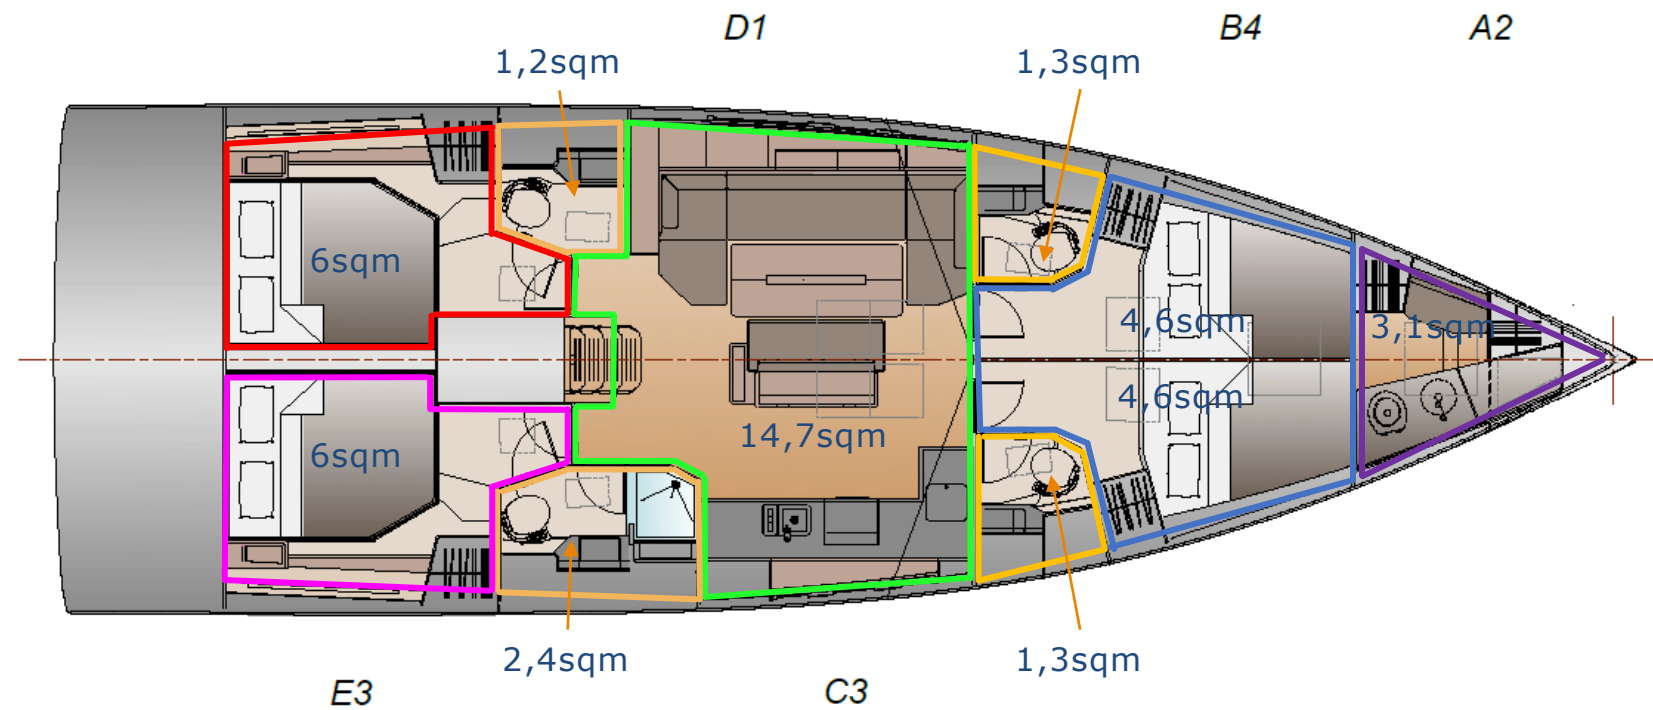 D1
B4
A2
1,2sqm
1,3sqm
6sqm
4,6sqm
3,1sqm
4,6sqm
14,7sqm
6sqm
2,4sqm
1,3sqm
E3
C3